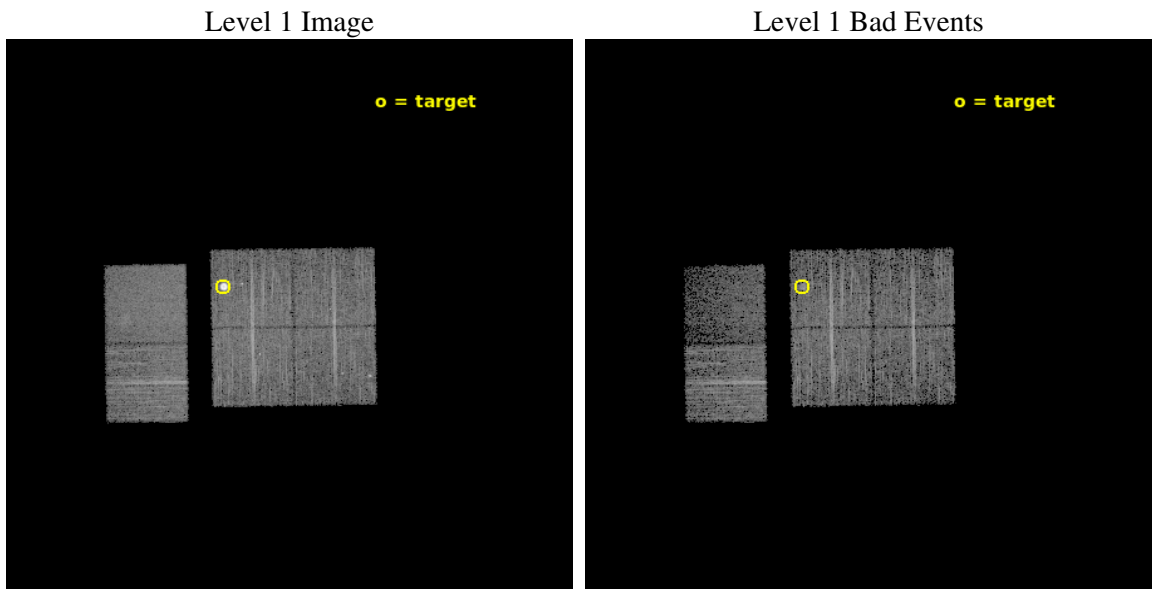 Level 1 Image
Level 1 Bad Events
o = target
o = target